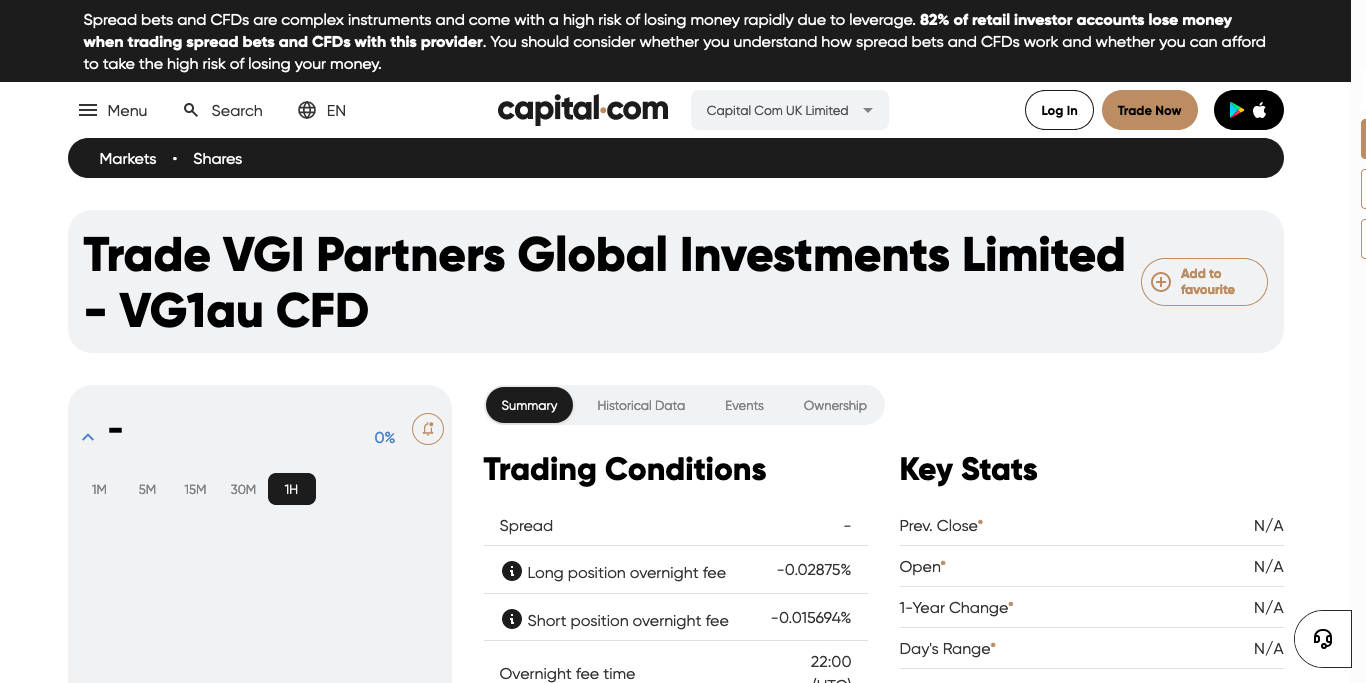 Spread bets and CFDs are complex instruments and come with a high risk of losing money rapidly due to leverage. 82% of retail investor accounts lose money
when trading spread bets and CFDs with this provider. You should consider whether you understand how spread bets and CFDs work and whether you can afford
to take the high risk of losing your money.
Menu Search EN capital.com Capital Com UK Limited Log In Trade Now
Markets • Shares
Trade VGI Partners Global Investments Limited
- VG1au CFD
Add to
favourite
-
0%
1M 5M 15M 30M 1H
Summary Historical Data Events Ownership
Trading Conditions
Spread -
Long position overnight fee -0.02875%
Short position overnight fee -0.015694%
Overnight fee time 22:00
(UTC)
Key Stats
Prev. Close* N/A
Open* N/A
1-Year Change* N/A
Day's Range* N/A